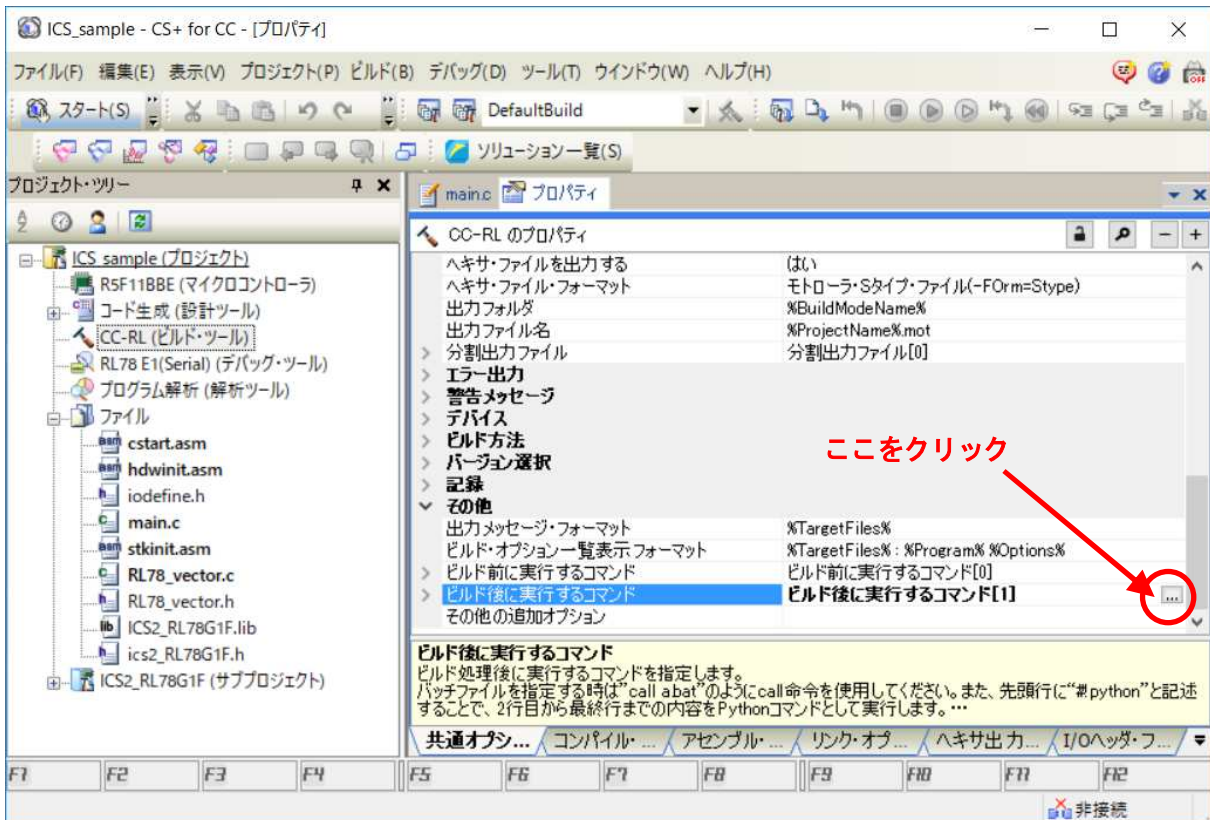 ICS_sample - CS+ for CC - [プロパティ]
ファイル(F) 編集(E) 表示(V) プロジェクト(P) ビルド(B) デバッグ(D) ツール(T) ウインドウ(W) ヘルプ(H)
スタート(S) DefaultBuild
ソリューション一覧(S)
プロジェクト・ツリー
main.c プロパティ
CC-RL のプロパティ
ICS_sample (プロジェクト)
R5F11BBE (マイクロコントローラ)
コード生成 (設計ツール)
CC-RL (ビルド・ツール)
RL78 E1(Serial) (デバッグ・ツール)
プログラム解析 (解析ツール)
ファイル
cstart.asm
hdwinit.asm
iodefine.h
main.c
stkinit.asm
RL78_vector.c
RL78_vector.h
ICS2_RL78G1F.lib
ics2_RL78G1F.h
ICS2_RL78G1F (サブプロジェクト)
ヘキサ・ファイルを出力する はい
ヘキサ・ファイル・フォーマット モトローラ・Sタイプ・ファイル(-FOrm=Stype)
出力フォルダ %BuildModeName%
出力ファイル名 %ProjectName%.mot
分割出力ファイル 分割出力ファイル[0]
エラー出力
警告メッセージ
デバイス
ビルド方法
バージョン選択
記録
その他
出力メッセージ・フォーマット %TargetFiles%
ビルド・オプション一覧表示フォーマット %TargetFiles% : %Program% %Options%
ビルド前に実行するコマンド ビルド前に実行するコマンド[0]
ビルド後に実行するコマンド ビルド後に実行するコマンド[1] ...
その他の追加オプション
ここをクリック
ビルド後に実行するコマンド
ビルド処理後に実行するコマンドを指定します。
バッチファイルを指定する時は"call a.bat"のようにcall命令を使用してください。また、先頭行に"#python"と記述
することで、2行目から最終行までの内容をPythonコマンドとして実行します。…
共通オプシ... コンパイル・ ... アセンブル・ ... リンク・オプ... ヘキサ出力... I/Oヘッダ・フ...
F1 F2 F3 F4 F5 F6 F7 F8 F9 F10 F11 F12
非接続